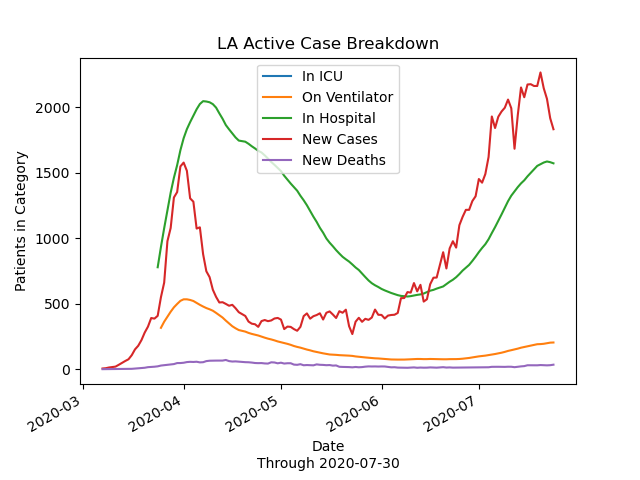 LA Active Case Breakdown
In ICU
On Ventilator
In Hospital
New Cases
New Deaths
Patients in Category
2000
1500
1000
500
0
2020-03
2020-04
2020-05
2020-06
2020-07
Date
Through 2020-07-30